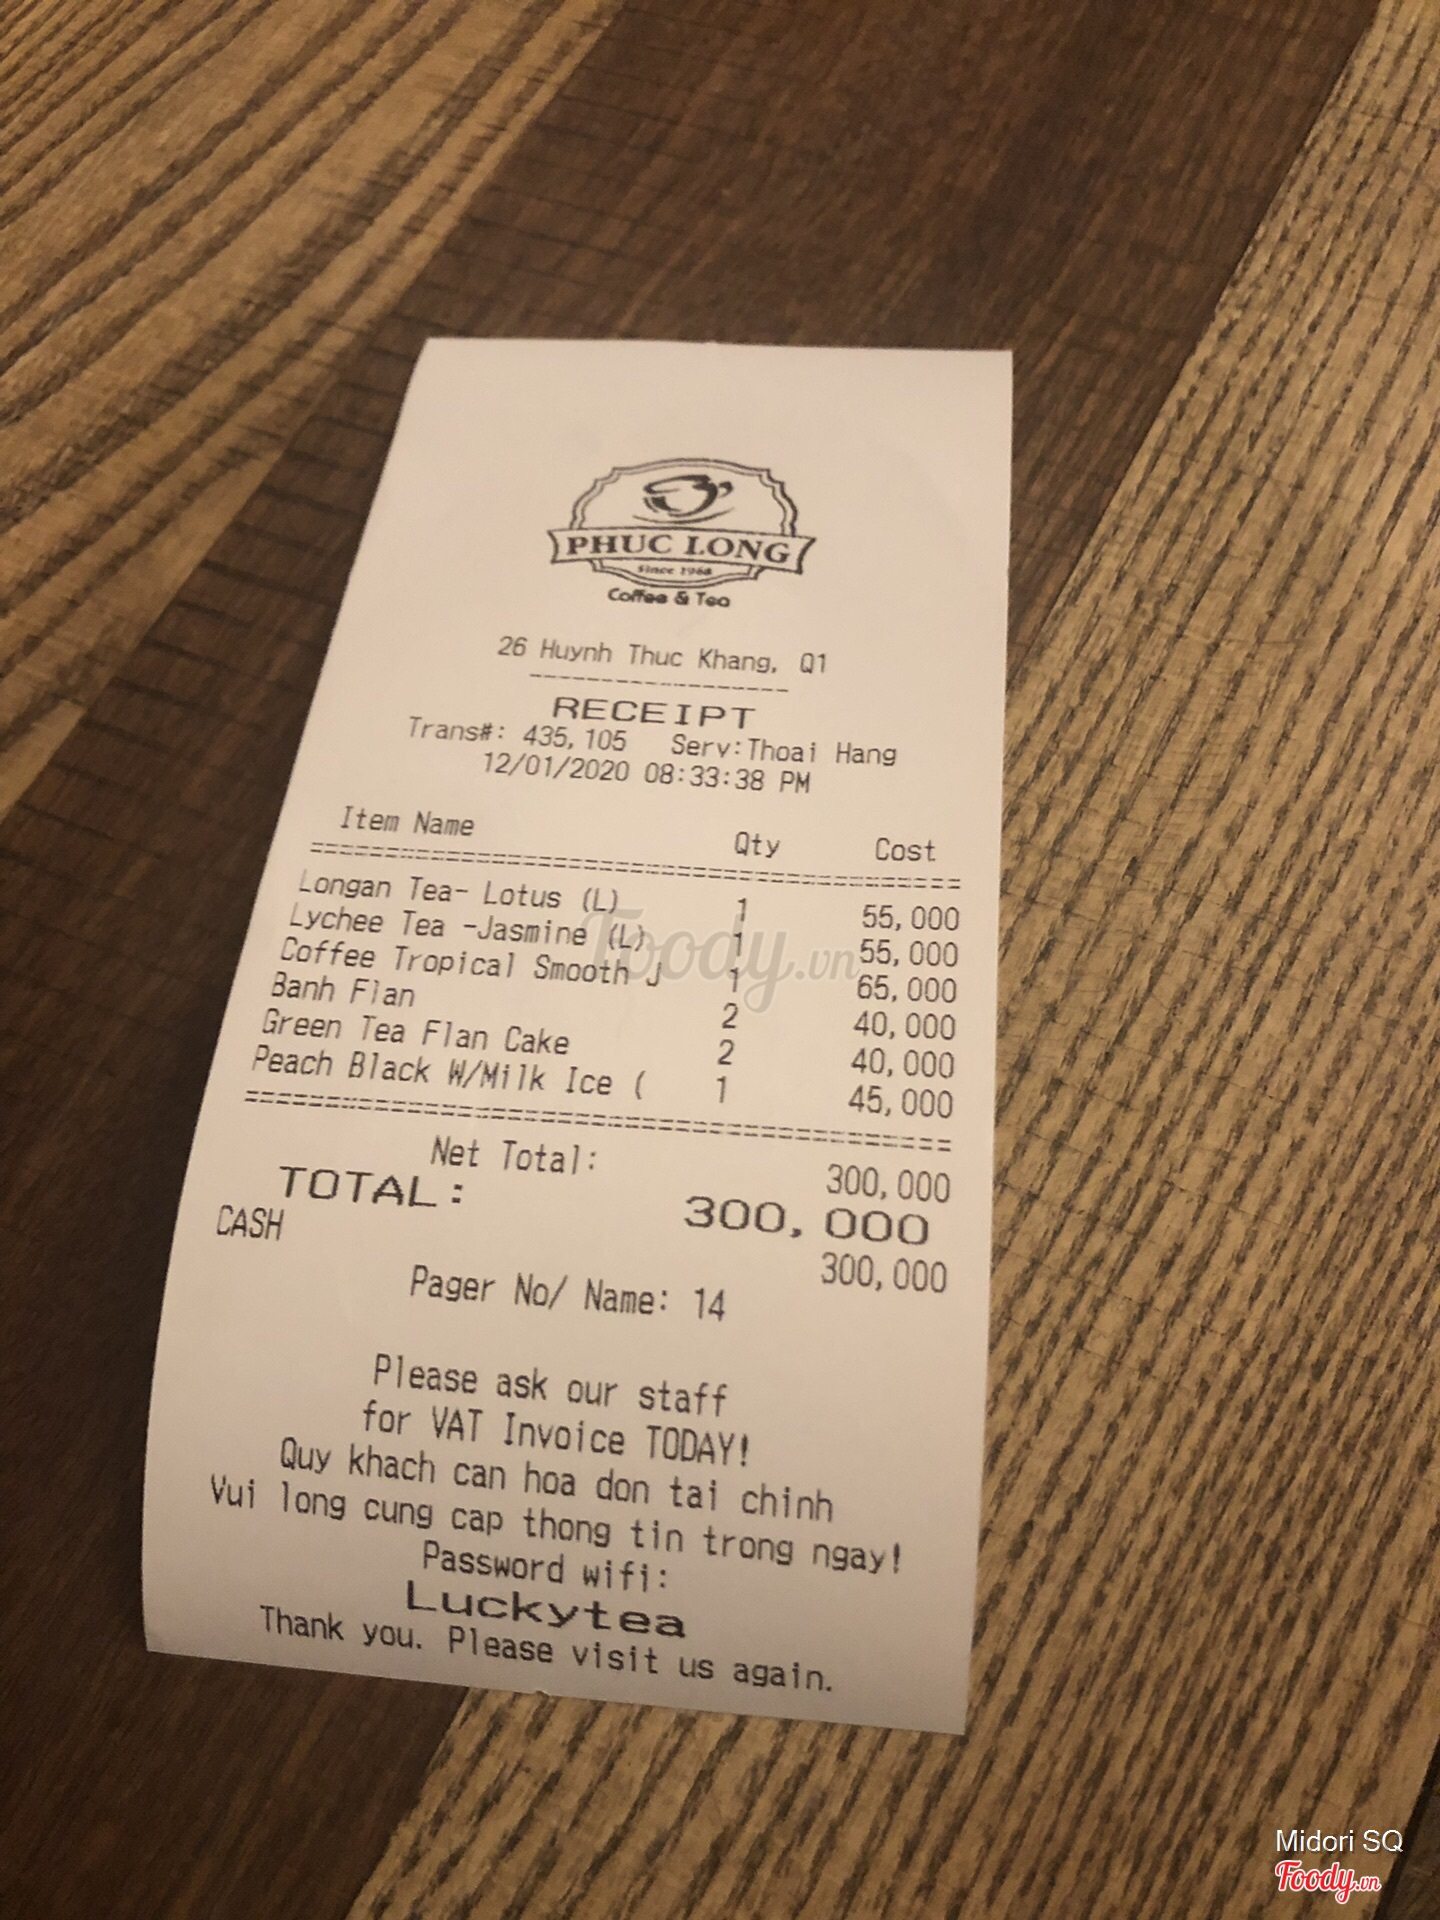 PHUC LONG
Since 1968
Coffee & Tea
26 Huynh Thuc Khang, Q1
------------------
RECEIPT
Trans#: 435,105 Serv:Thoai Hang
12/01/2020 08:33:38 PM
Item Name Qty Cost
Longan Tea- Lotus (L) 1 55,000
Lychee Tea -Jasmine (L) 1 55,000
Coffee Tropical Smooth J 1 65,000
Banh Flan 2 40,000
Green Tea Flan Cake 2 40,000
Peach Black W/Milk Ice ( 1 45,000
Net Total: 300,000
TOTAL: 300,000
CASH 300,000
Pager No/ Name: 14
Please ask our staff
for VAT Invoice TODAY!
Quy khach can hoa don tai chinh
Vui long cung cap thong tin trong ngay!
Password wifi:
Luckytea
Thank you. Please visit us again.
Foody.vn
Midori SQ
Foody.vn